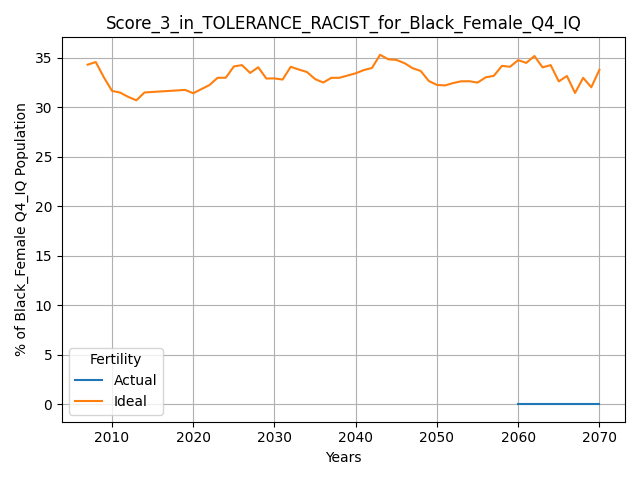 Score_3_in_TOLERANCE_RACIST_for_Black_Female_Q4_IQ
% of Black_Female Q4_IQ Population
35
30
25
20
15
10
5
0
Fertility
Actual
Ideal
2010 2020 2030 2040 2050 2060 2070
Years